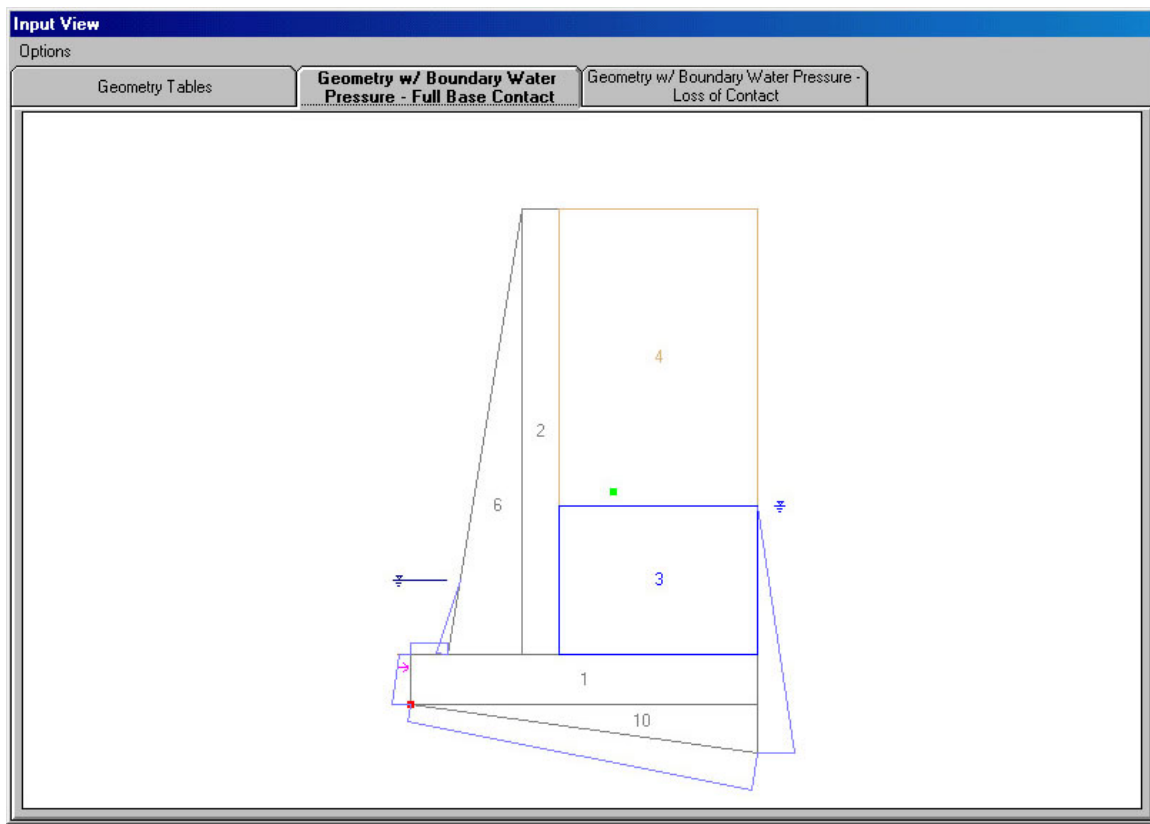 Input View
Options
Geometry Tables
Geometry w/ Boundary Water
Pressure - Full Base Contact
Geometry w/ Boundary Water Pressure -
Loss of Contact
4
2
6
3
1
10